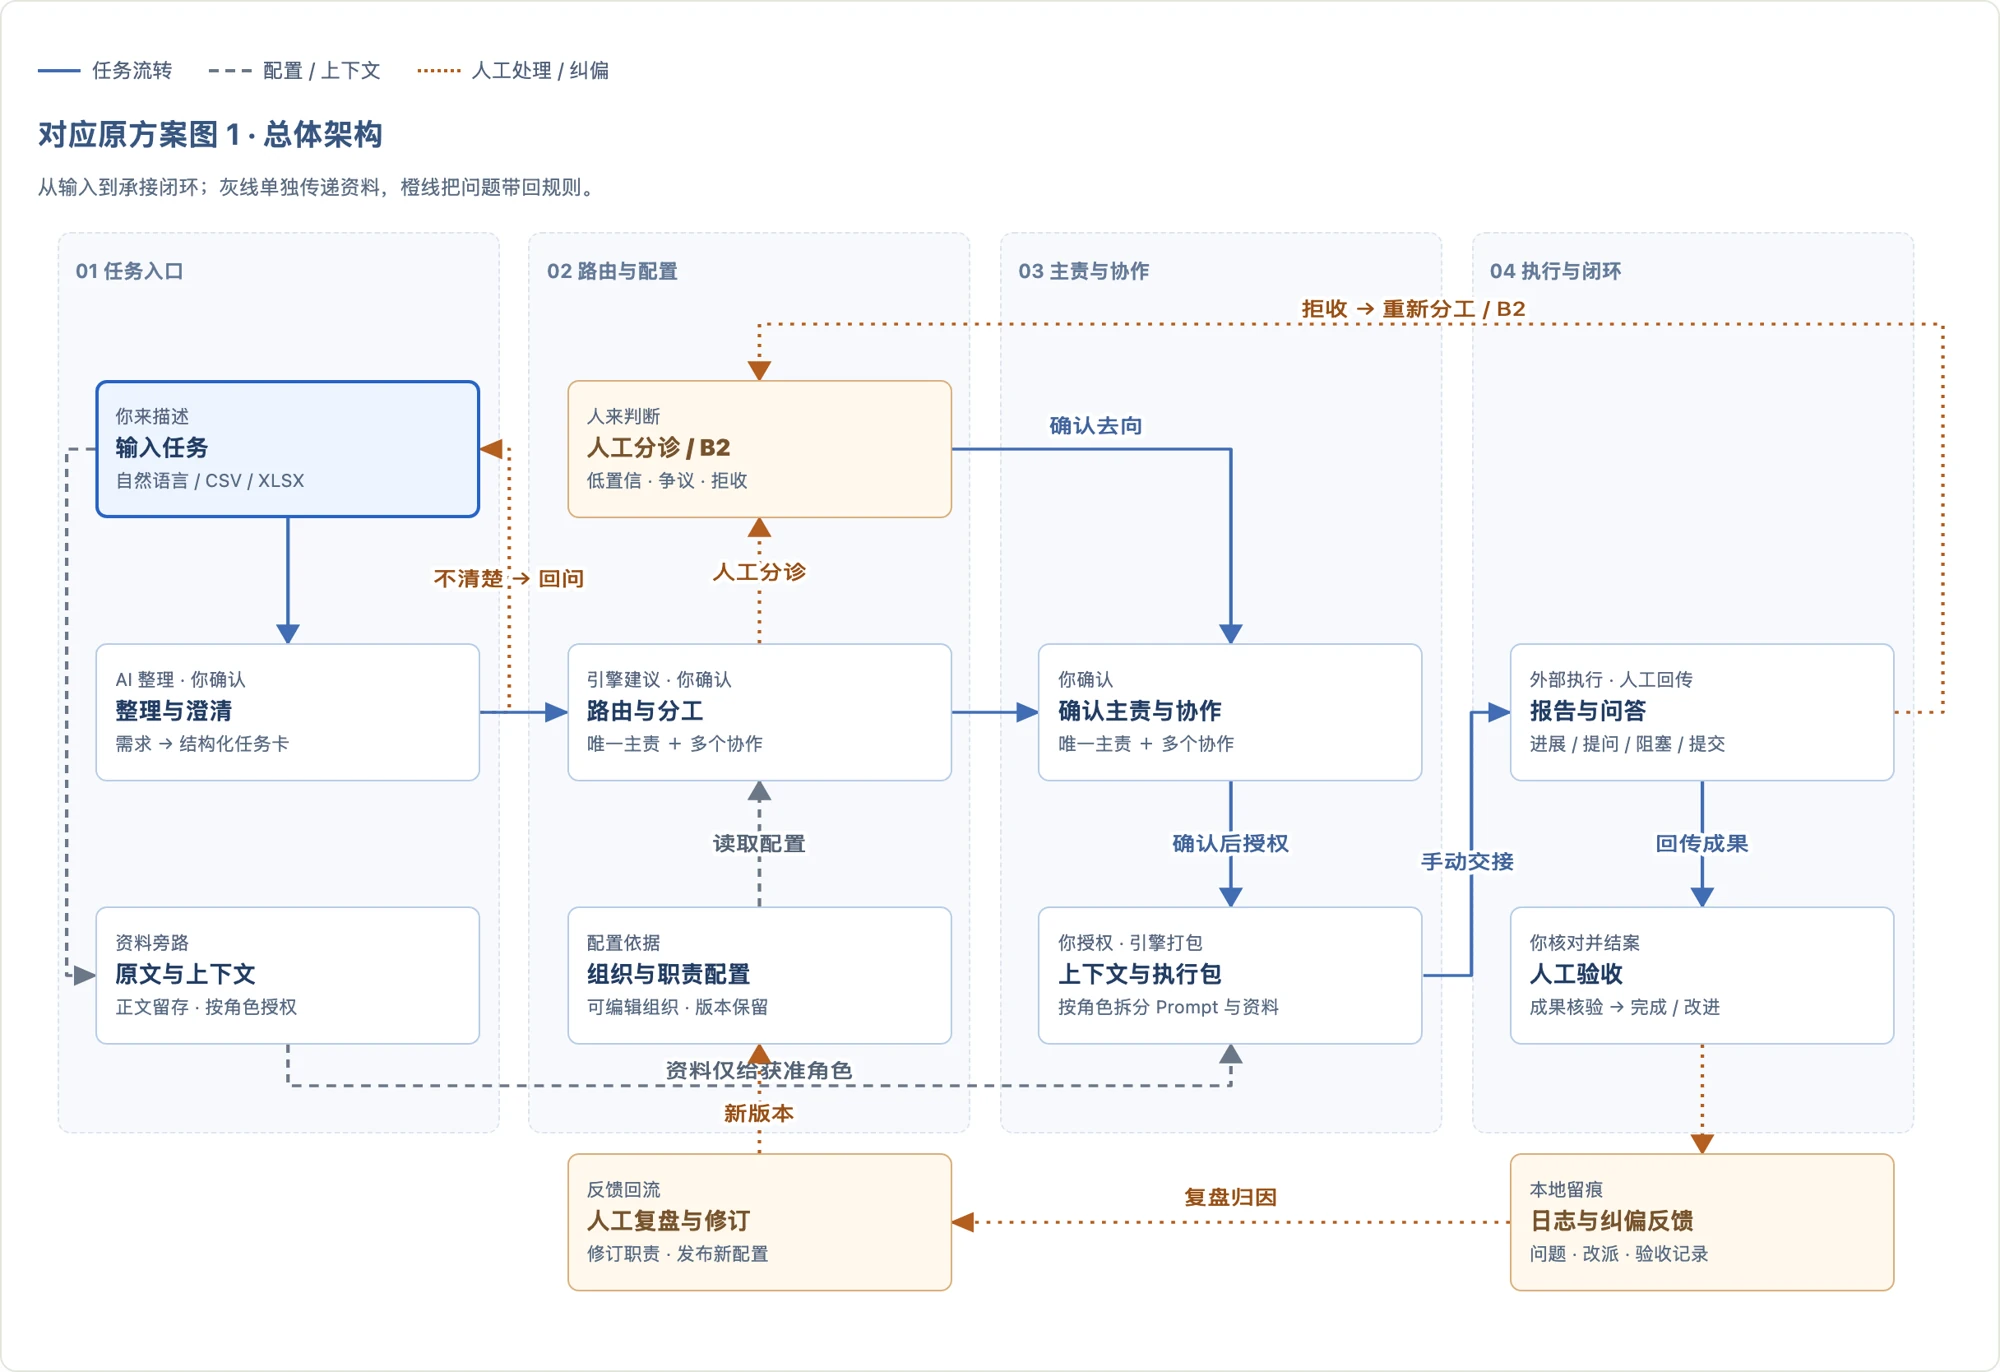 任务流转
配置 / 上下文
人工处理 / 纠偏
对应原方案图 1 · 总体架构
从输入到承接闭环；灰线单独传递资料，橙线把问题带回规则。
01 任务入口
02 路由与配置
03 主责与协作
04 执行与闭环
拒收 → 重新分工 / B2
你来描述
输入任务
自然语言 / CSV / XLSX
人来判断
人工分诊 / B2
低置信 · 争议 · 拒收
确认去向
不清楚 → 回问
人工分诊
AI 整理 · 你确认
整理与澄清
需求 → 结构化任务卡
引擎建议 · 你确认
路由与分工
唯一主责 ＋ 多个协作
你确认
确认主责与协作
唯一主责 ＋ 多个协作
外部执行 · 人工回传
报告与问答
进展 / 提问 / 阻塞 / 提交
读取配置
确认后授权
手动交接
回传成果
资料旁路
原文与上下文
正文留存 · 按角色授权
配置依据
组织与职责配置
可编辑组织 · 版本保留
你授权 · 引擎打包
上下文与执行包
按角色拆分 Prompt 与资料
你核对并结案
人工验收
成果核验 → 完成 / 改进
资料仅给获准角色
新版本
反馈回流
人工复盘与修订
修订职责 · 发布新配置
复盘归因
本地留痕
日志与纠偏反馈
问题 · 改派 · 验收记录